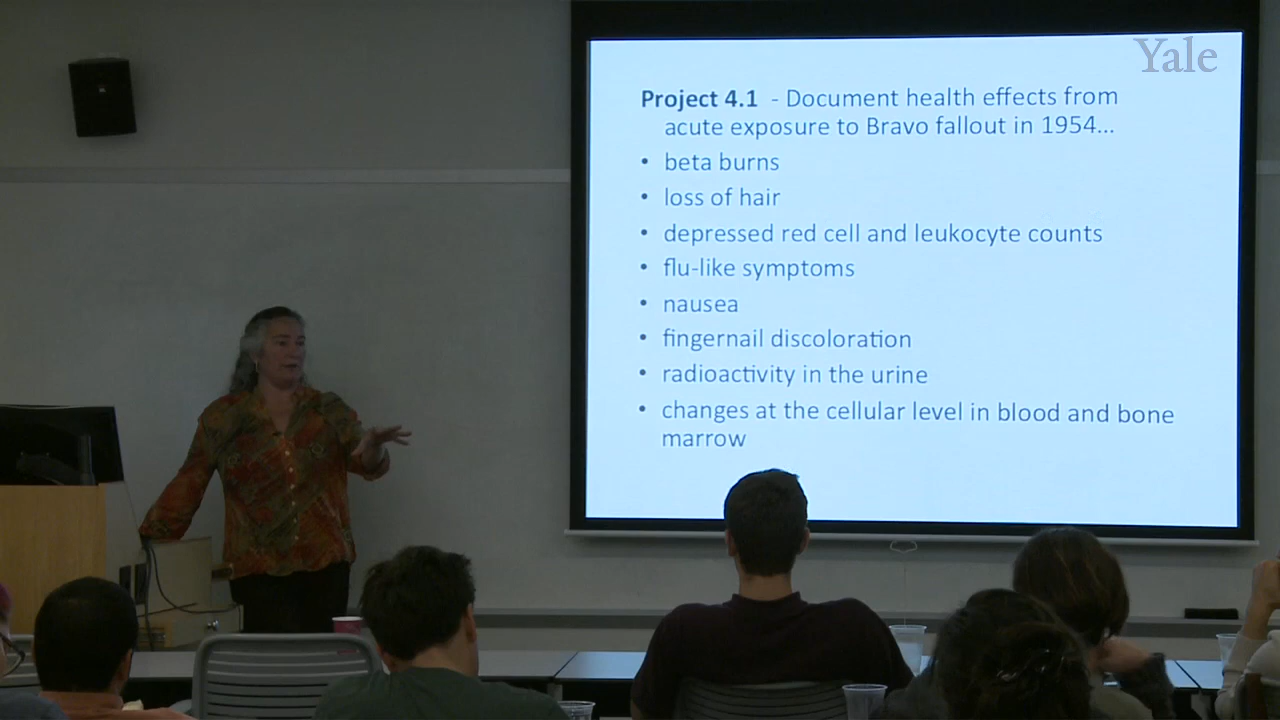 Yale
Project 4.1 - Document health effects from
acute exposure to Bravo fallout in 1954...
• beta burns
• loss of hair
• depressed red cell and leukocyte counts
• flu-like symptoms
• nausea
• fingernail discoloration
• radioactivity in the urine
• changes at the cellular level in blood and bone
marrow